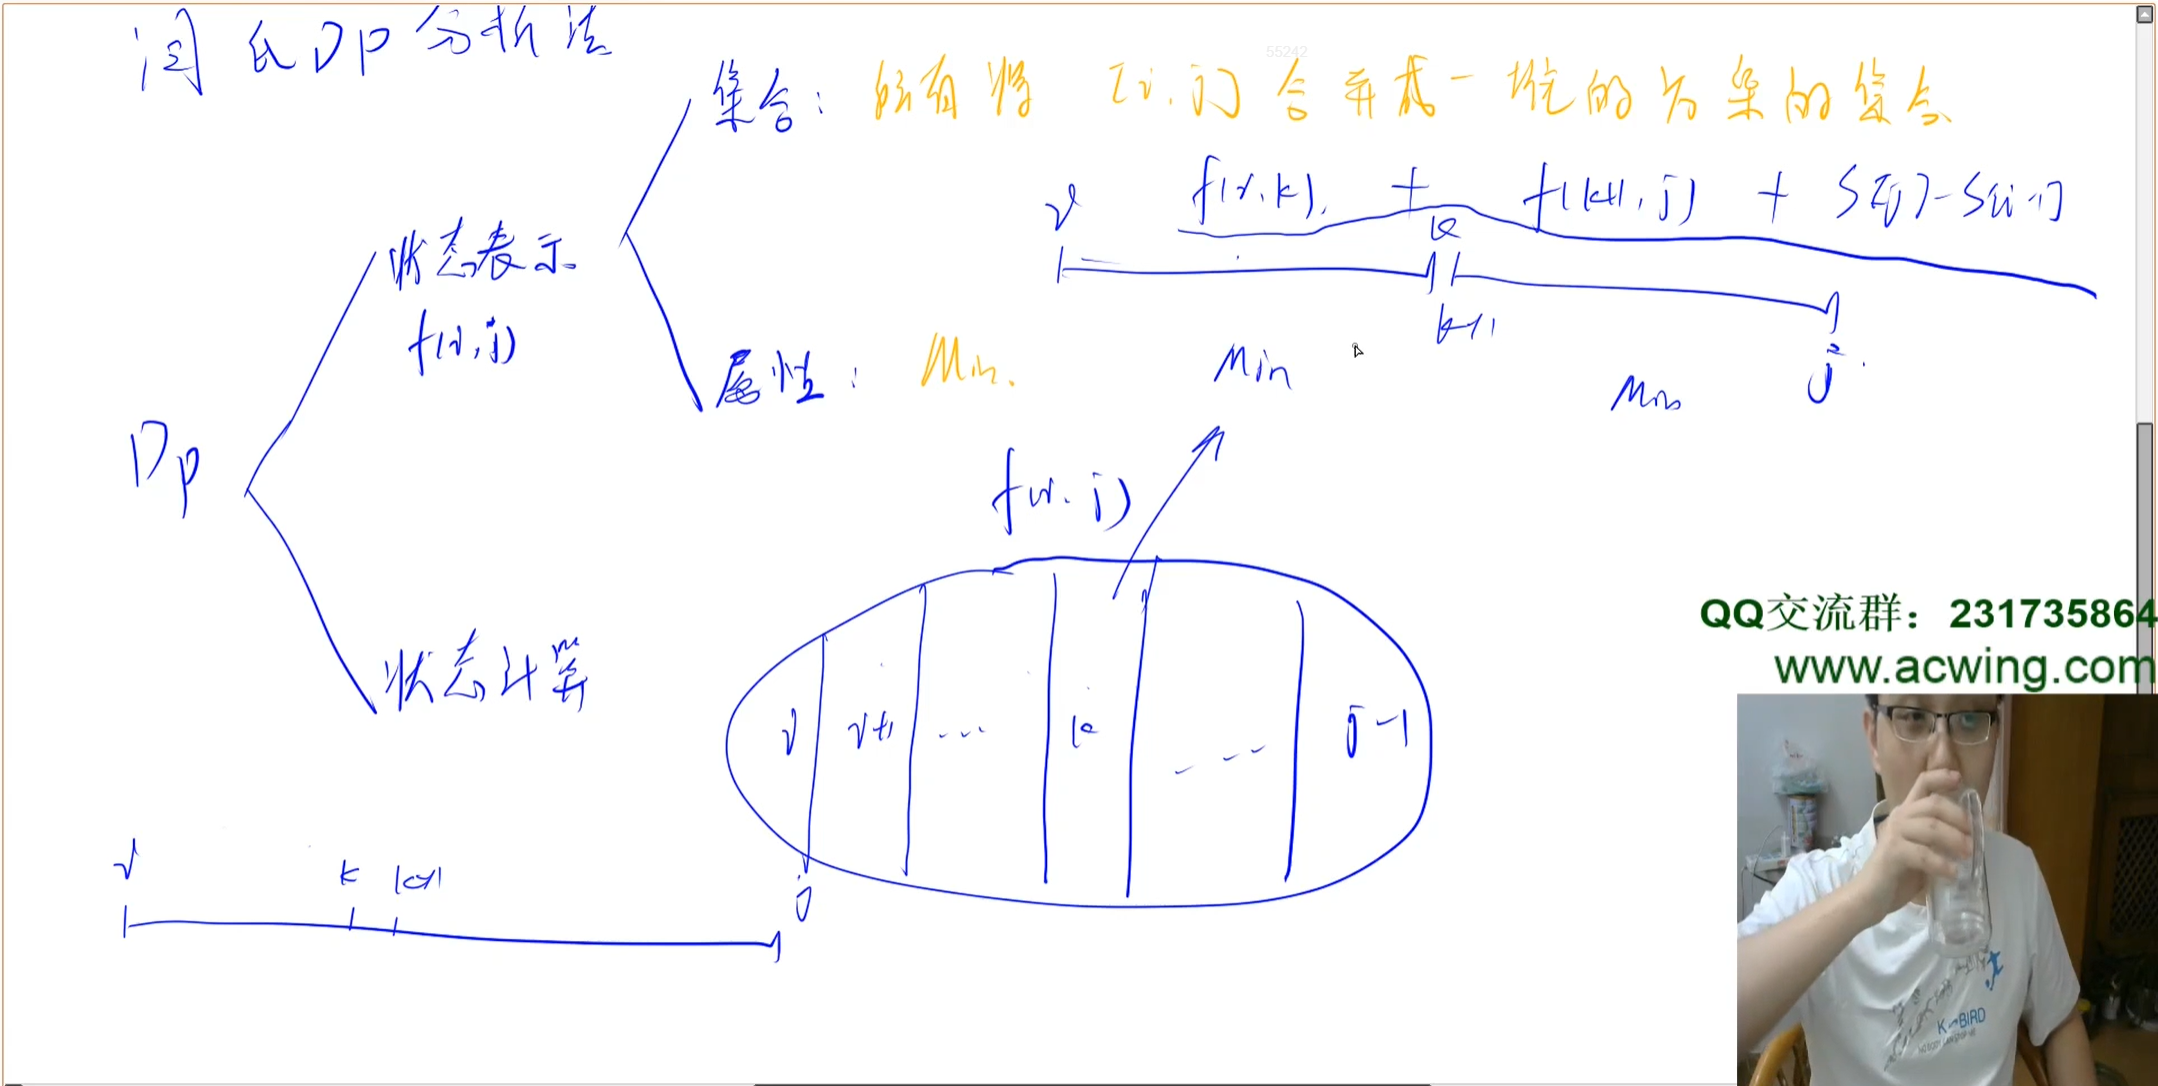 闫氏DP分析法
55242
集合：所有将[i,j]合并成一堆的方案的集合
f(i,k) + f(k+1,j) + S[j]-S[i-1]
i
k
k+1
j
状态表示
f(i,j)
属性：Min.
Min
Min
DP
f(i,j)
状态计算
i
i+1
...
k
...
j-1
i
k
k+1
j
QQ交流群：231735864
www.acwing.com
K-BIRD